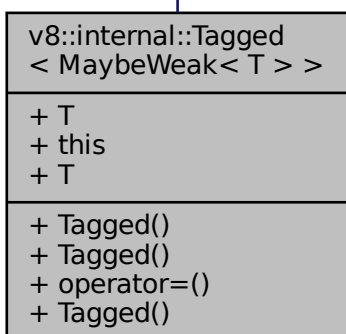 v8::internal::Tagged
< MaybeWeak< T > >
+ T
+ this
+ T
+ Tagged()
+ Tagged()
+ operator=()
+ Tagged()